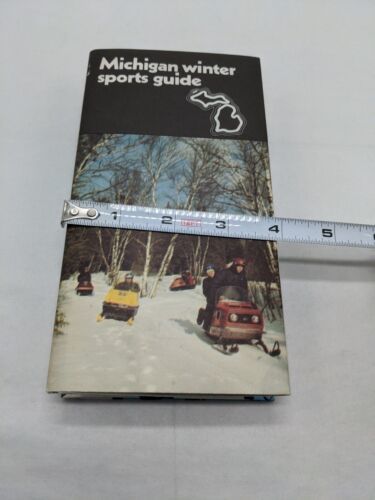 Michigan winter
sports guide
1 2 3 4 5